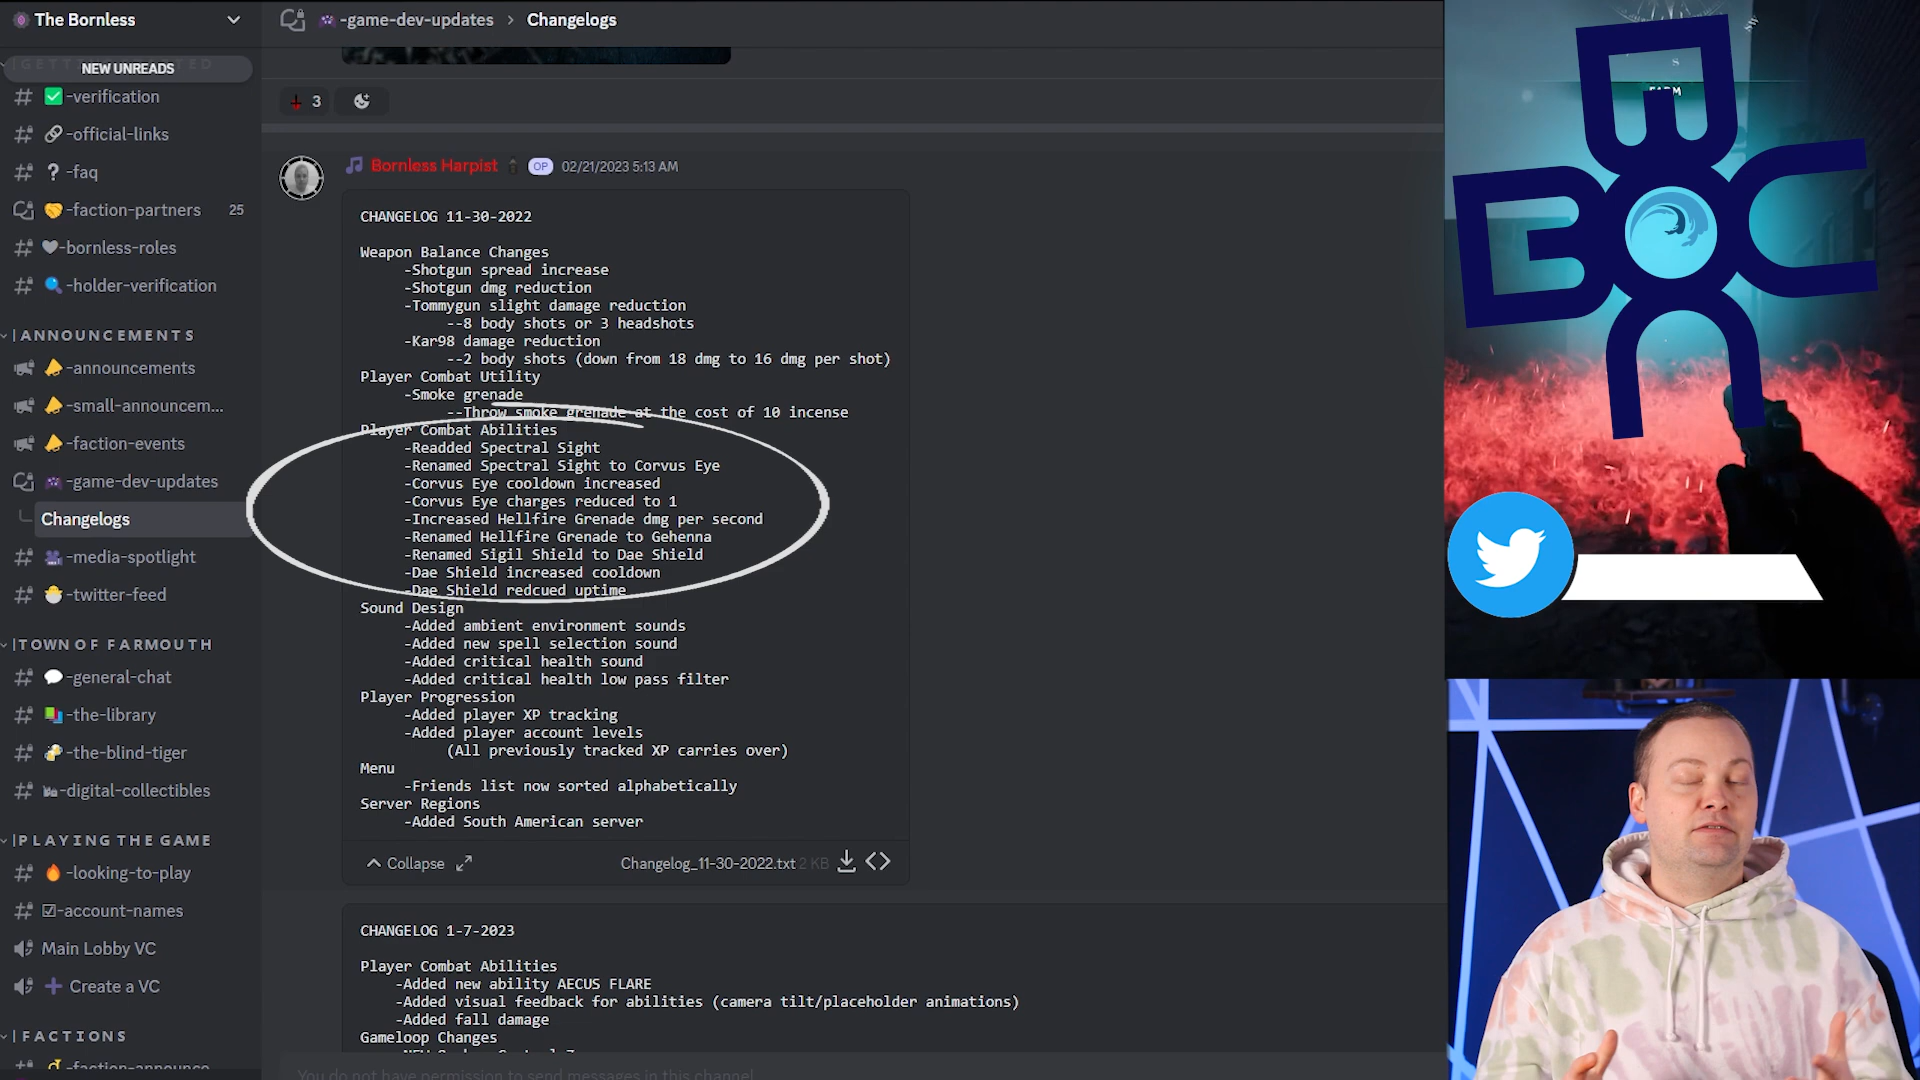 The Bornless
NEW UNREADS
-verification
-official-links
-faq
-faction-partners 25
-bornless-roles
-holder-verification
|ANNOUNCEMENTS
-announcements
-small-announcem...
-faction-events
-game-dev-updates
Changelogs
-media-spotlight
-twitter-feed
|TOWN OF FARMOUTH
-general-chat
-the-library
-the-blind-tiger
-digital-collectibles
|PLAYING THE GAME
-looking-to-play
-account-names
Main Lobby VC
Create a VC
|FACTIONS
-faction-announce
-game-dev-updates > Changelogs
3
Bornless Harpist OP 02/21/2023 5:13 AM
CHANGELOG 11-30-2022
Weapon Balance Changes
-Shotgun spread increase
-Shotgun dmg reduction
-Tommygun slight damage reduction
--8 body shots or 3 headshots
-Kar98 damage reduction
--2 body shots (down from 18 dmg to 16 dmg per shot)
Player Combat Utility
-Smoke grenade
--Throw smoke grenade at the cost of 10 incense
Player Combat Abilities
-Readded Spectral Sight
-Renamed Spectral Sight to Corvus Eye
-Corvus Eye cooldown increased
-Corvus Eye charges reduced to 1
-Increased Hellfire Grenade dmg per second
-Renamed Hellfire Grenade to Gehenna
-Renamed Sigil Shield to Dae Shield
-Dae Shield increased cooldown
-Dae Shield redcued uptime
Sound Design
-Added ambient environment sounds
-Added new spell selection sound
-Added critical health sound
-Added critical health low pass filter
Player Progression
-Added player XP tracking
-Added player account levels
(All previously tracked XP carries over)
Menu
-Friends list now sorted alphabetically
Server Regions
-Added South American server
Collapse
Changelog_11-30-2022.txt 2 KB
CHANGELOG 1-7-2023
Player Combat Abilities
-Added new ability AECUS FLARE
-Added visual feedback for abilities (camera tilt/placeholder animations)
-Added fall damage
Gameloop Changes
You do not have permission to send messages in this channel.
S